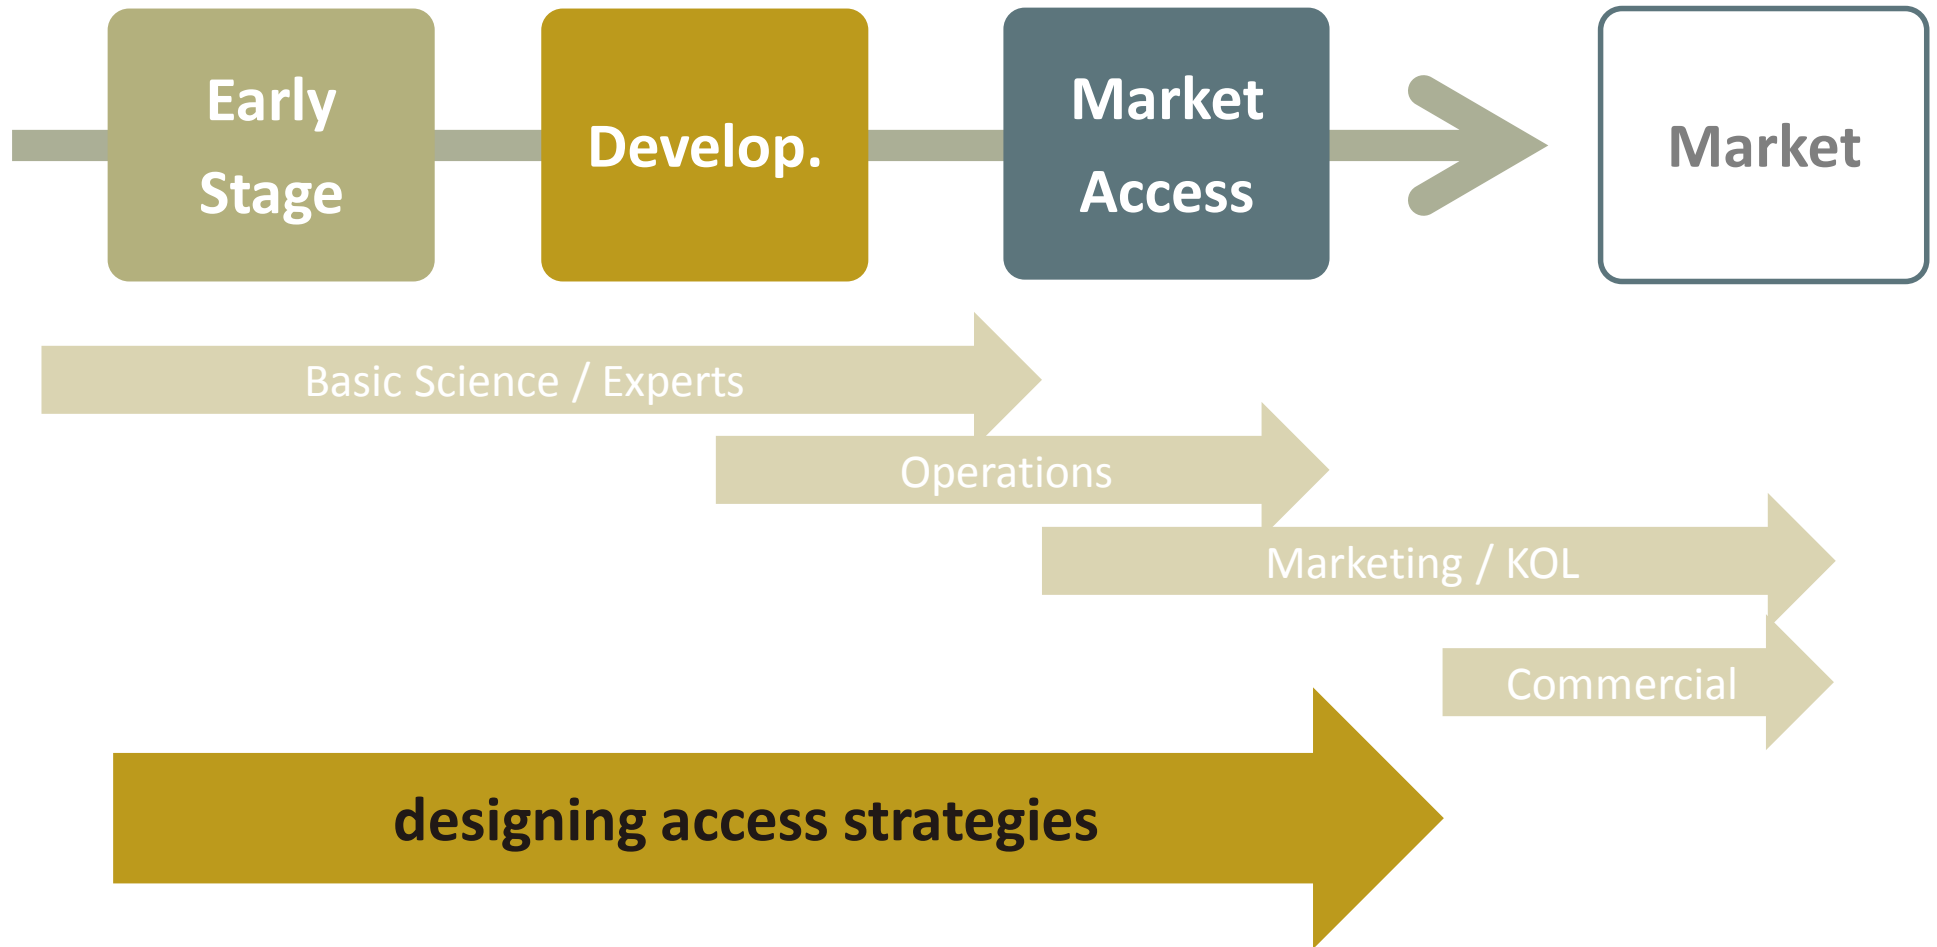 Early
Stage
Develop.
Market
Access
Market
Basic Science / Experts
Operations
Marketing / KOL
Commercial
designing access strategies